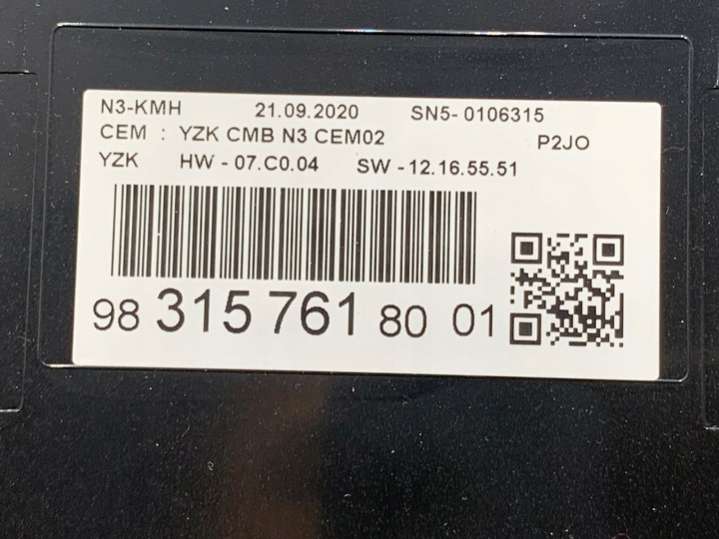 N3-KMH 21.09.2020 SN5- 0106315
CEM : YZK CMB N3 CEM02 P2JO
YZK HW - 07.C0.04 SW -12.16.55.51
98 315 761 80 01